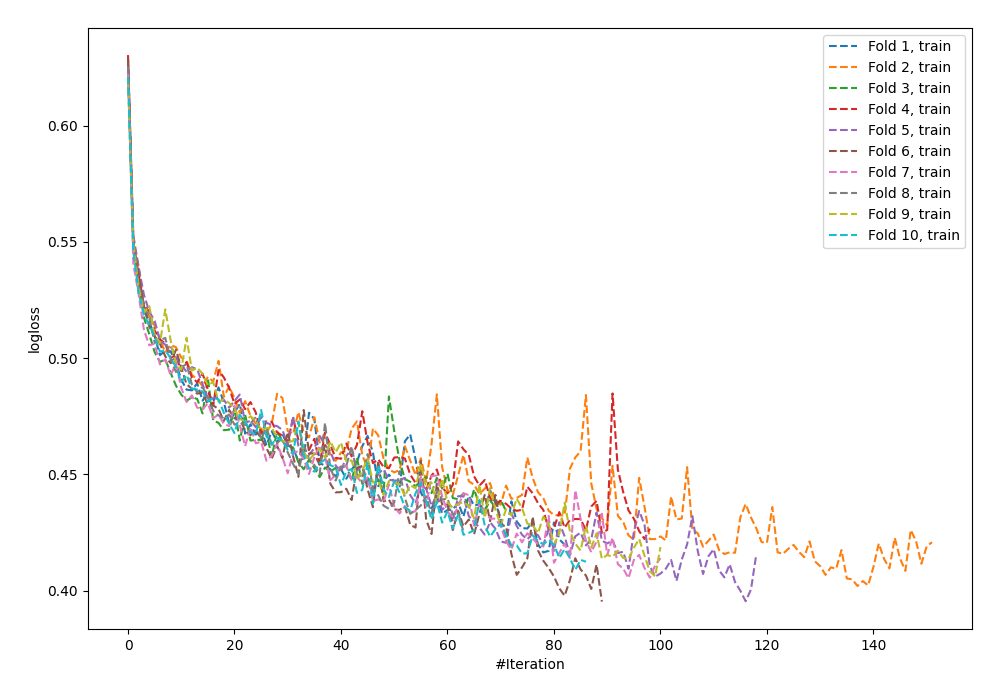 logloss
0.60
0.55
0.50
0.45
0.40
0
20
40
60
80
100
120
140
#Iteration
Fold 1, train
Fold 2, train
Fold 3, train
Fold 4, train
Fold 5, train
Fold 6, train
Fold 7, train
Fold 8, train
Fold 9, train
Fold 10, train